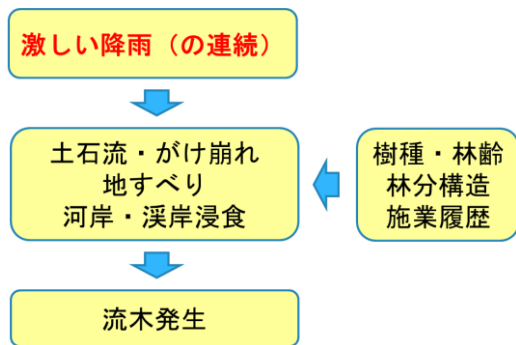 激しい降雨（の連続）
土石流・がけ崩れ
地すべり
河岸・渓岸浸食
樹種・林齢
林分構造
施業履歴
流木発生